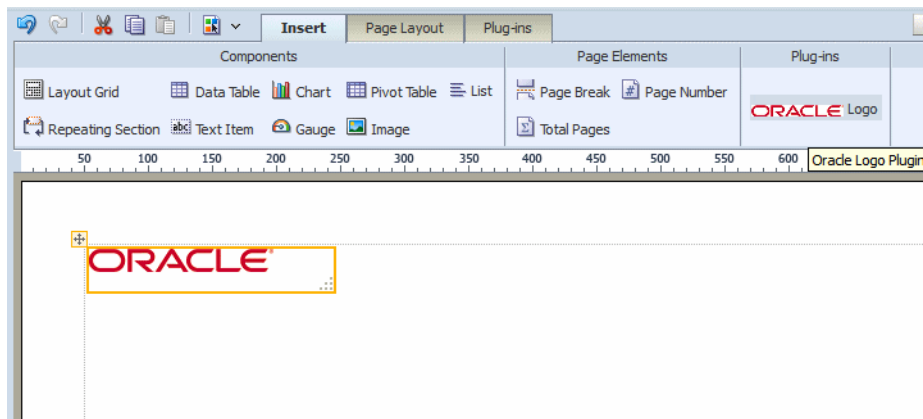 Insert Page Layout Plug-ins
Components Page Elements Plug-ins
Layout Grid Data Table Chart Pivot Table List Page Break # Page Number
ORACLE Logo
Repeating Section abc Text Item Gauge Image Σ Total Pages
50 100 150 200 250 300 350 400 450 500 550 600 Oracle Logo Plugin
ORACLE